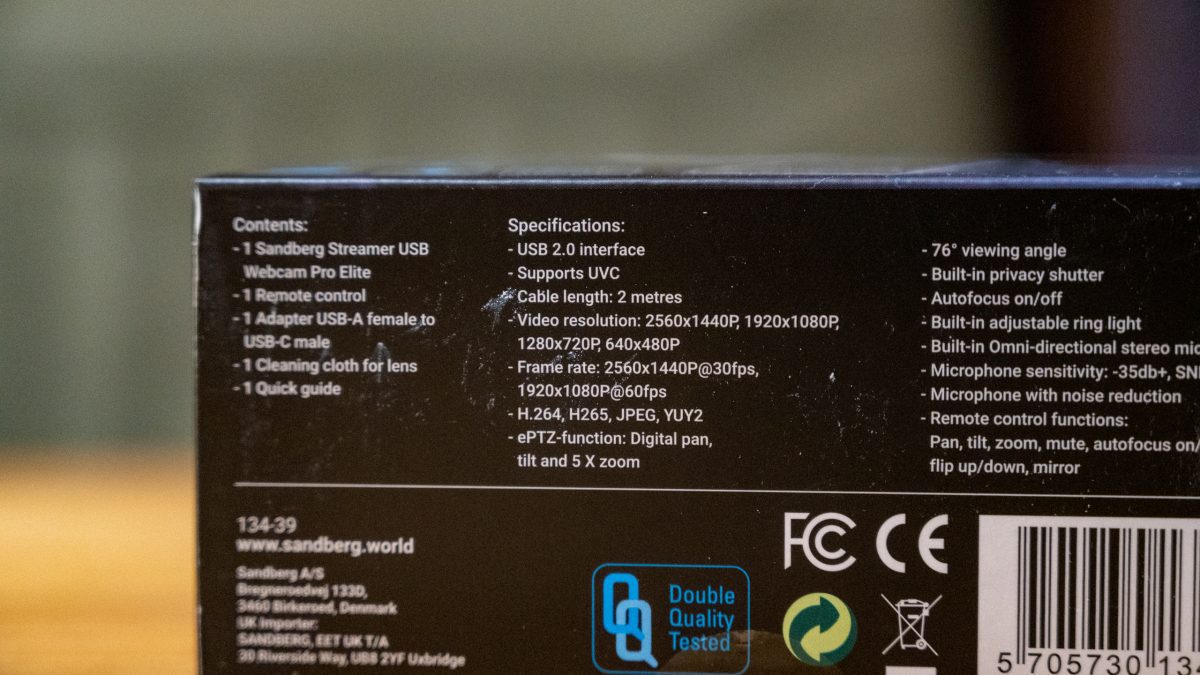 Contents:
- 1 Sandberg Streamer USB
Webcam Pro Elite
- 1 Remote control
- 1 Adapter USB-A female to
USB-C male
- 1 Cleaning cloth for lens
- 1 Quick guide
Specifications:
- USB 2.0 interface
- Supports UVC
- Cable length: 2 metres
- Video resolution: 2560x1440P, 1920x1080P,
1280x720P, 640x480P
- Frame rate: 2560x1440P@30fps,
1920x1080P@60fps
- H.264, H265, JPEG, YUY2
- ePTZ-function: Digital pan,
tilt and 5 X zoom
- 76° viewing angle
- Built-in privacy shutter
- Autofocus on/off
- Built-in adjustable ring light
- Built-in Omni-directional stereo mic
- Microphone sensitivity: -35db+, SN
- Microphone with noise reduction
- Remote control functions:
Pan, tilt, zoom, mute, autofocus on/
flip up/down, mirror
134-39
www.sandberg.world
Sandberg A/S
Bregneroedvej 133D,
3460 Birkeroed, Denmark
UK Importer:
SANDBERG, EET UK T/A
30 Riverside Way, UB8 2YF Uxbridge
QQ
Double
Quality
Tested
FC CE
5 705730 134